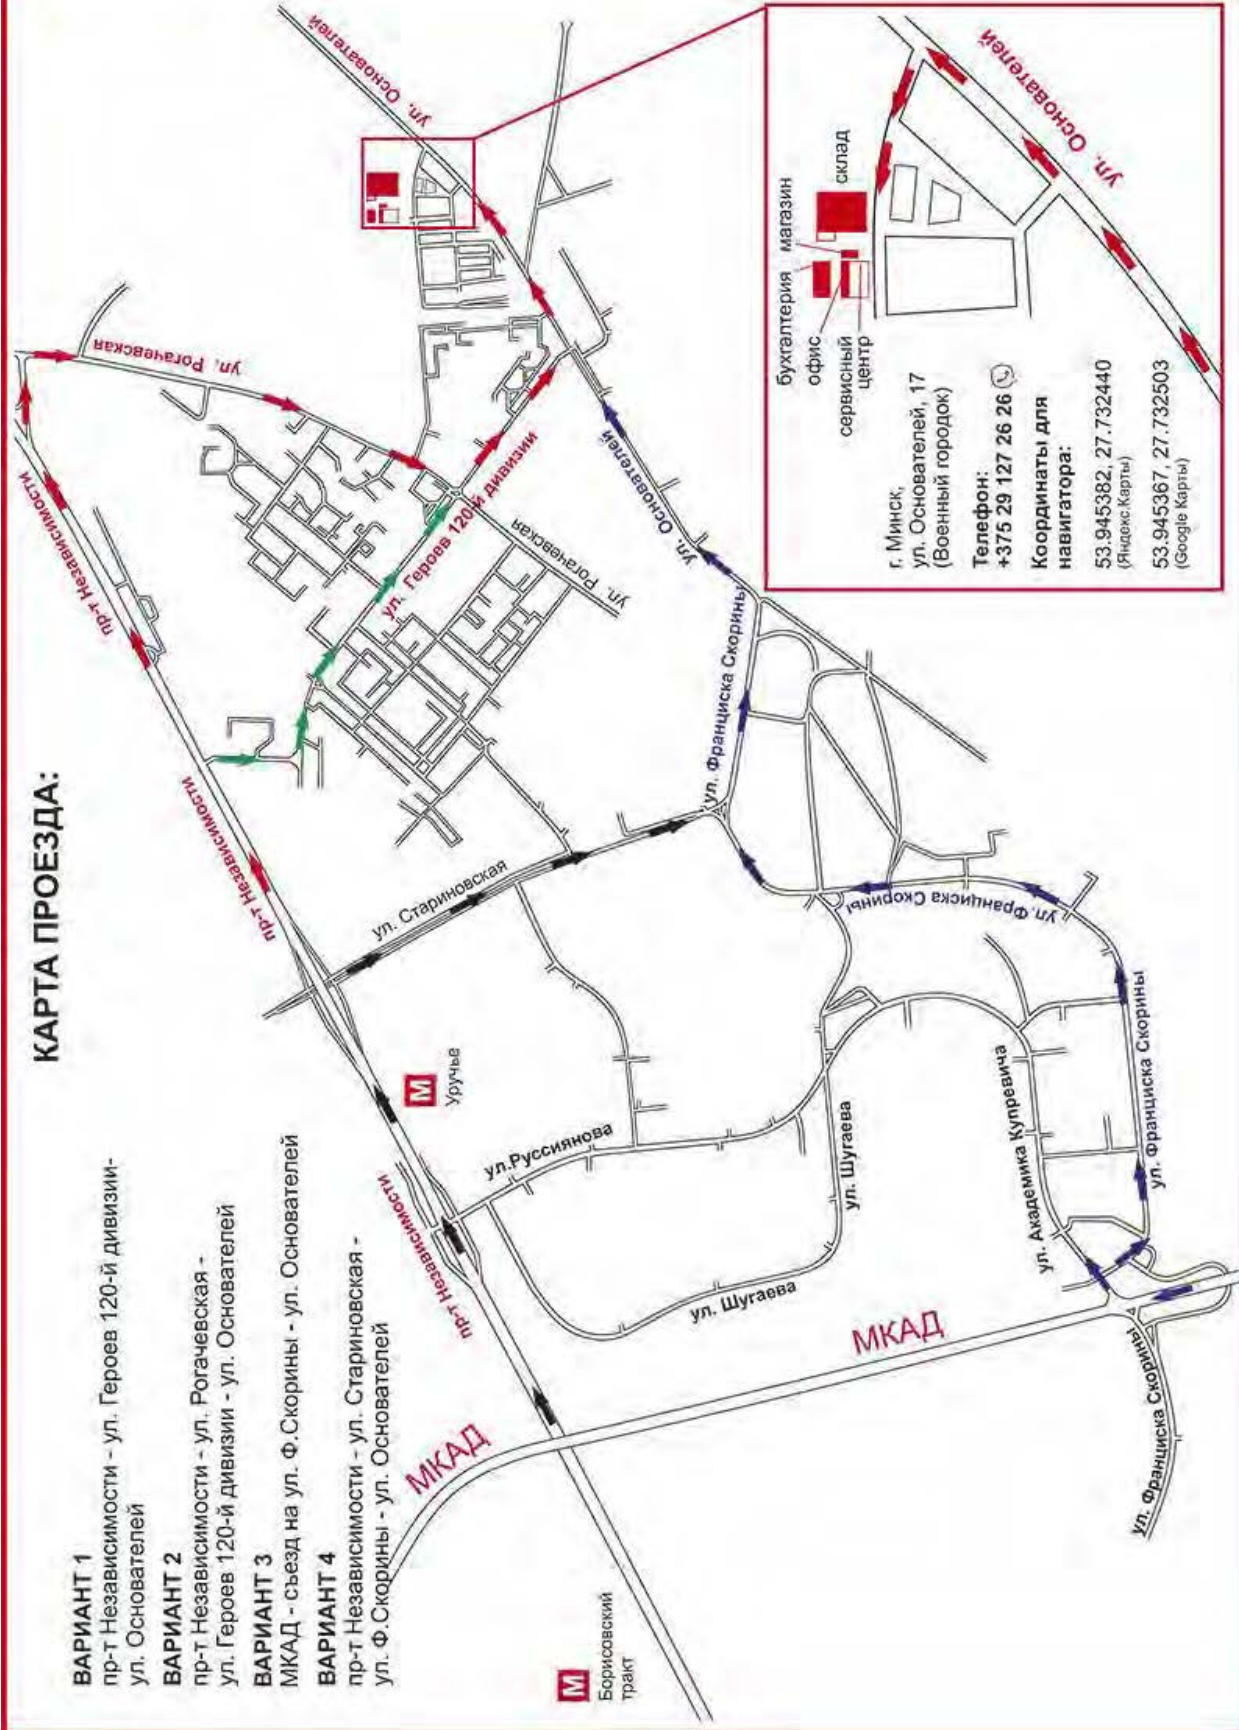 КАРТА ПРОЕЗДА:
ВАРИАНТ 1
пр-т Независимости - ул. Героев 120-й дивизии-
ул. Основателей
ВАРИАНТ 2
пр-т Независимости - ул. Рогачевская -
ул. Героев 120-й дивизии - ул. Основателей
ВАРИАНТ 3
МКАД - съезд на ул. Ф.Скорины - ул. Основателей
ВАРИАНТ 4
пр-т Независимости - ул. Стариновская -
ул. Ф.Скорины - ул. Основателей
М
Борисовский
тракт
МКАД
МКАД
пр-т Независимости
пр-т Независимости
М
Уручье
ул.Руссиянова
ул. Шугаева
ул. Шугаева
ул. Академика Купревича
ул. Франциска Скорины
ул. Франциска Скорины
ул. Франциска Скорины
ул. Франциска Скорины
ул. Стариновская
пр-т Независимости
пр-т Независимости
пр-т Независимости
пр-т Независимости
ул. Рогачевская
ул. Рогачевская
ул. Героев 120-й дивизии
ул. Основателей
ул. Основателей
ул. Основателей
бухгалтерия
магазин
офис
склад
сервисный
центр
г. Минск,
ул. Основателей, 17
(Военный городок)
Телефон:
+375 29 127 26 26
Координаты для
навигатора:
53.945382, 27.732440
(Яндекс.Карты)
53.945367, 27.732503
(Google Карты)